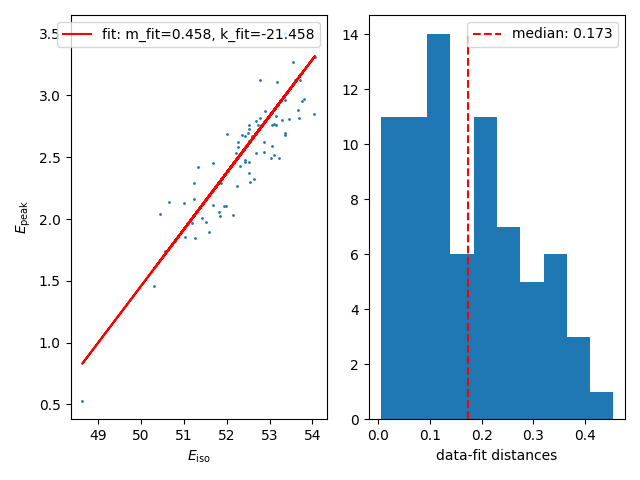 fit: m_fit=0.458, k_fit=-21.458
3.5
3.0
2.5
2.0
1.5
1.0
0.5
E_peak
49 50 51 52 53 54
E_iso
median: 0.173
14
12
10
8
6
4
2
0
0.0 0.1 0.2 0.3 0.4
data-fit distances